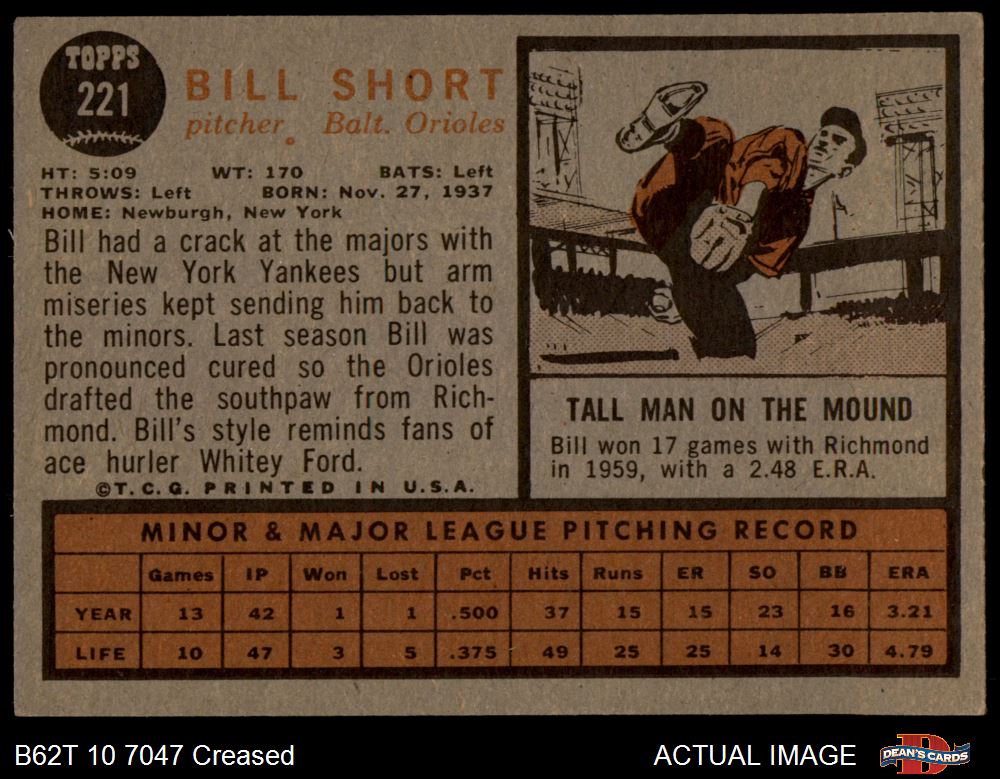 TOPPS
221
BILL SHORT
pitcher. Balt. Orioles
HT: 5:09 WT: 170 BATS: Left
THROWS: Left BORN: Nov. 27, 1937
HOME: Newburgh, New York
Bill had a crack at the majors with
the New York Yankees but arm
miseries kept sending him back to
the minors. Last season Bill was
pronounced cured so the Orioles
drafted the southpaw from Rich-
mond. Bill's style reminds fans of
ace hurler Whitey Ford.
©T.C.G. PRINTED IN U.S.A.
TALL MAN ON THE MOUND
Bill won 17 games with Richmond
in 1959, with a 2.48 E.R.A.
MINOR & MAJOR LEAGUE PITCHING RECORD
Games IP Won Lost Pct Hits Runs ER SO BB ERA
YEAR 13 42 1 1 .500 37 15 15 23 16 3.21
LIFE 10 47 3 5 .375 49 25 25 14 30 4.79
B62T 10 7047 Creased ACTUAL IMAGE DEAN'S CARDS